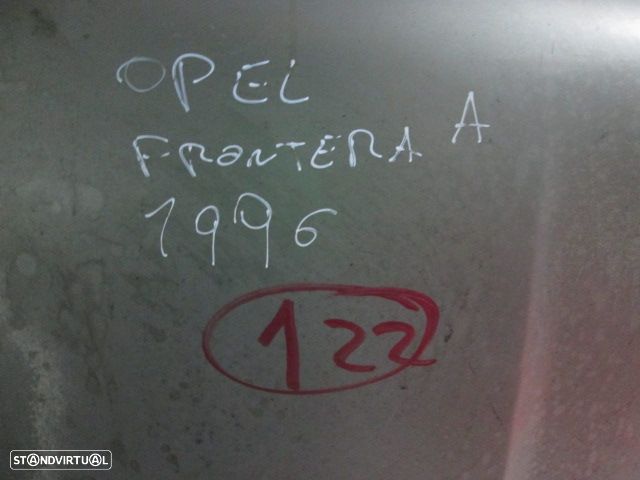 OPEL
FRONTERA A
1996
122
STANDVIRTUAL